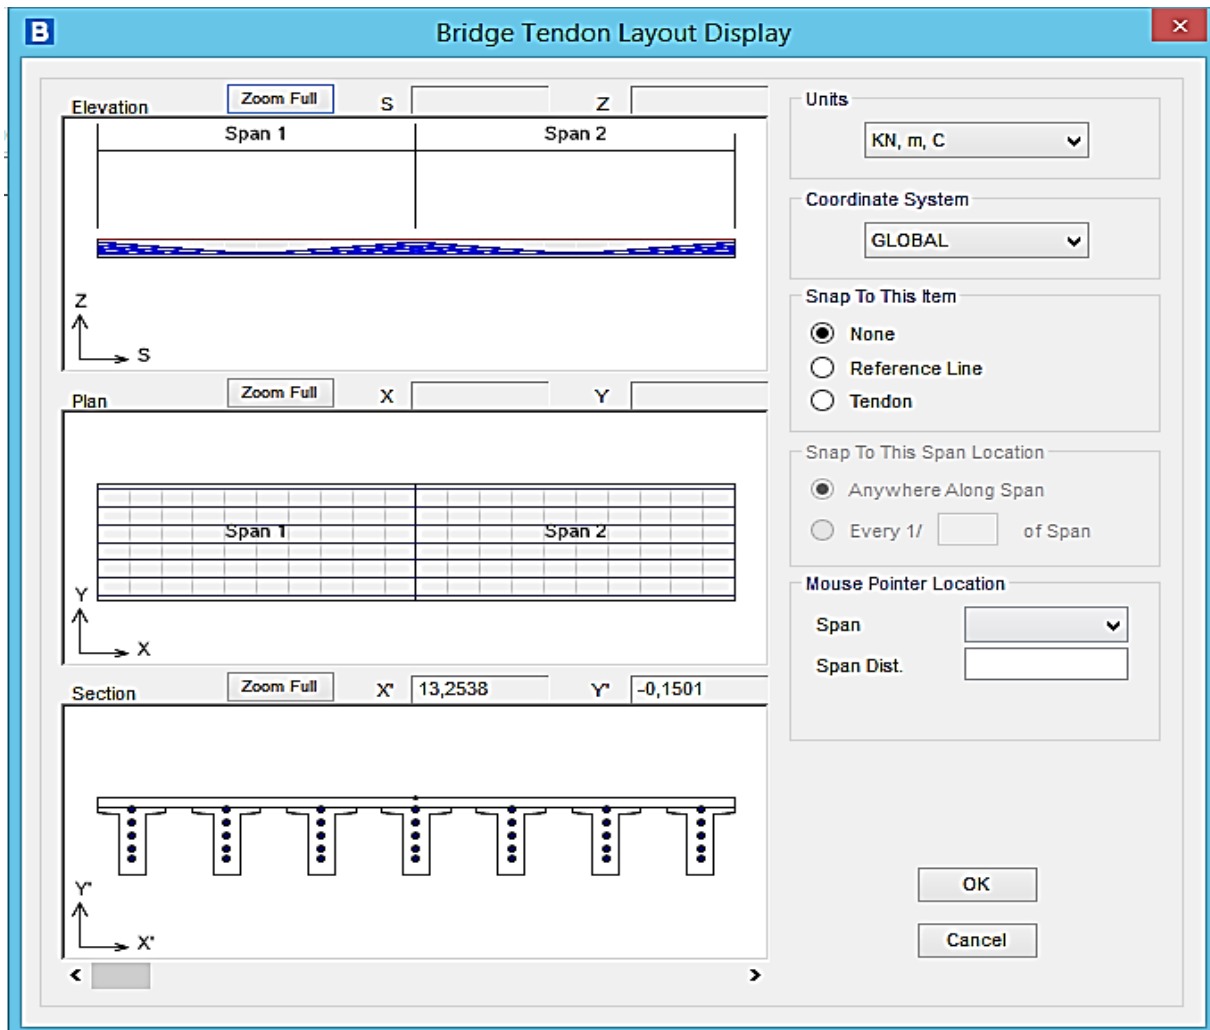 B Bridge Tendon Layout Display
Elevation Zoom Full S Z
Span 1 Span 2
Z
S
Plan Zoom Full X Y
Span 1 Span 2
Y
X
Section Zoom Full X' 13,2538 Y' -0,1501
Y'
X'
Units
KN, m, C
Coordinate System
GLOBAL
Snap To This Item
None
Reference Line
Tendon
Snap To This Span Location
Anywhere Along Span
Every 1/ of Span
Mouse Pointer Location
Span
Span Dist.
OK
Cancel